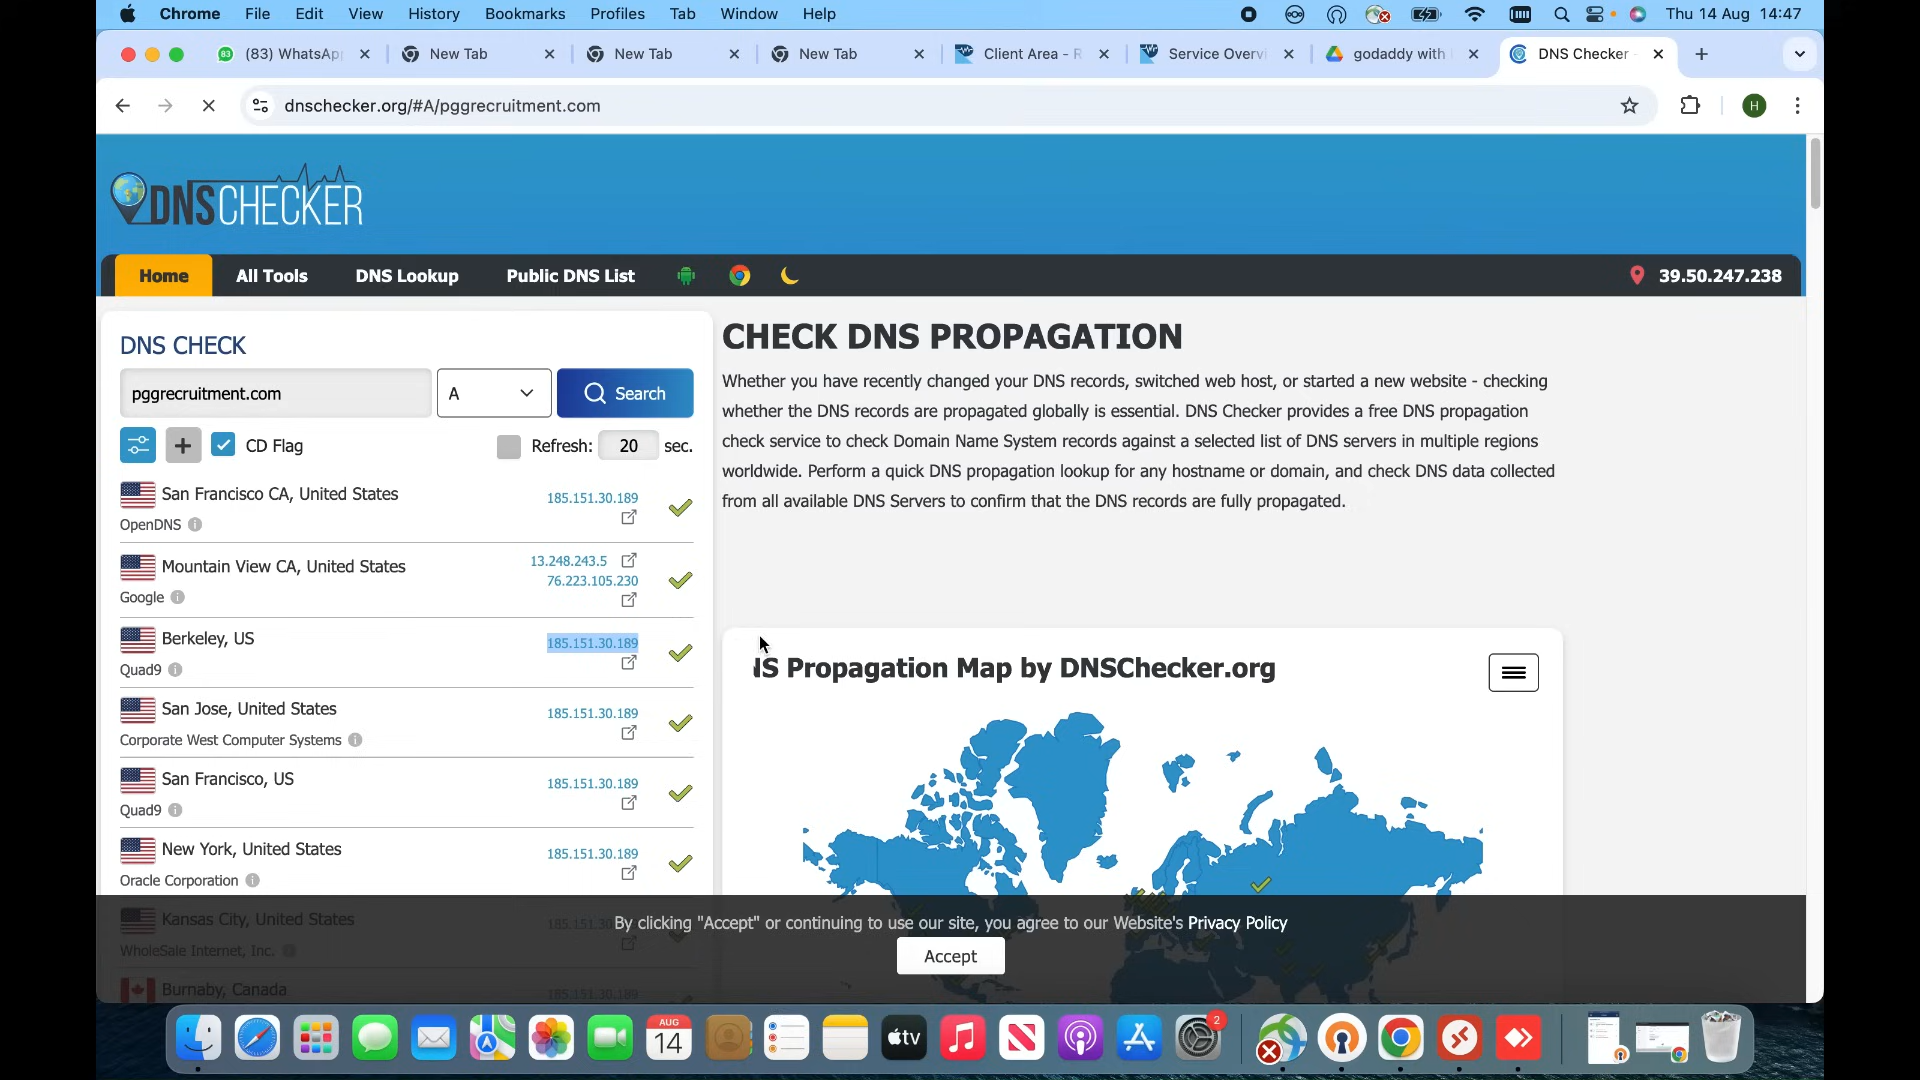 Chrome File Edit View History Bookmarks Profiles Tab Window Help Thu 14 Aug 14:47
83 (83) WhatsAp New Tab New Tab New Tab Client Area - R Service Overvi godaddy with DNS Checker -
dnschecker.org/#A/pggrecruitment.com H
DNSCHECKER
Home All Tools DNS Lookup Public DNS List 39.50.247.238
DNS CHECK
pggrecruitment.com A Search
CD Flag Refresh: 20 sec.
San Francisco CA, United States 185.151.30.189
OpenDNS
Mountain View CA, United States 13.248.243.5
76.223.105.230
Google
Berkeley, US 185.151.30.189
Quad9
San Jose, United States 185.151.30.189
Corporate West Computer Systems
San Francisco, US 185.151.30.189
Quad9
New York, United States 185.151.30.189
Oracle Corporation
Kansas City, United States 185.151.30.189
WholeSale Internet, Inc.
Burnaby, Canada 185.151.30.189
CHECK DNS PROPAGATION
Whether you have recently changed your DNS records, switched web host, or started a new website - checking
whether the DNS records are propagated globally is essential. DNS Checker provides a free DNS propagation
check service to check Domain Name System records against a selected list of DNS servers in multiple regions
worldwide. Perform a quick DNS propagation lookup for any hostname or domain, and check DNS data collected
from all available DNS Servers to confirm that the DNS records are fully propagated.
IS Propagation Map by DNSChecker.org
By clicking "Accept" or continuing to use our site, you agree to our Website's Privacy Policy
Accept
AUG
14
tv
2